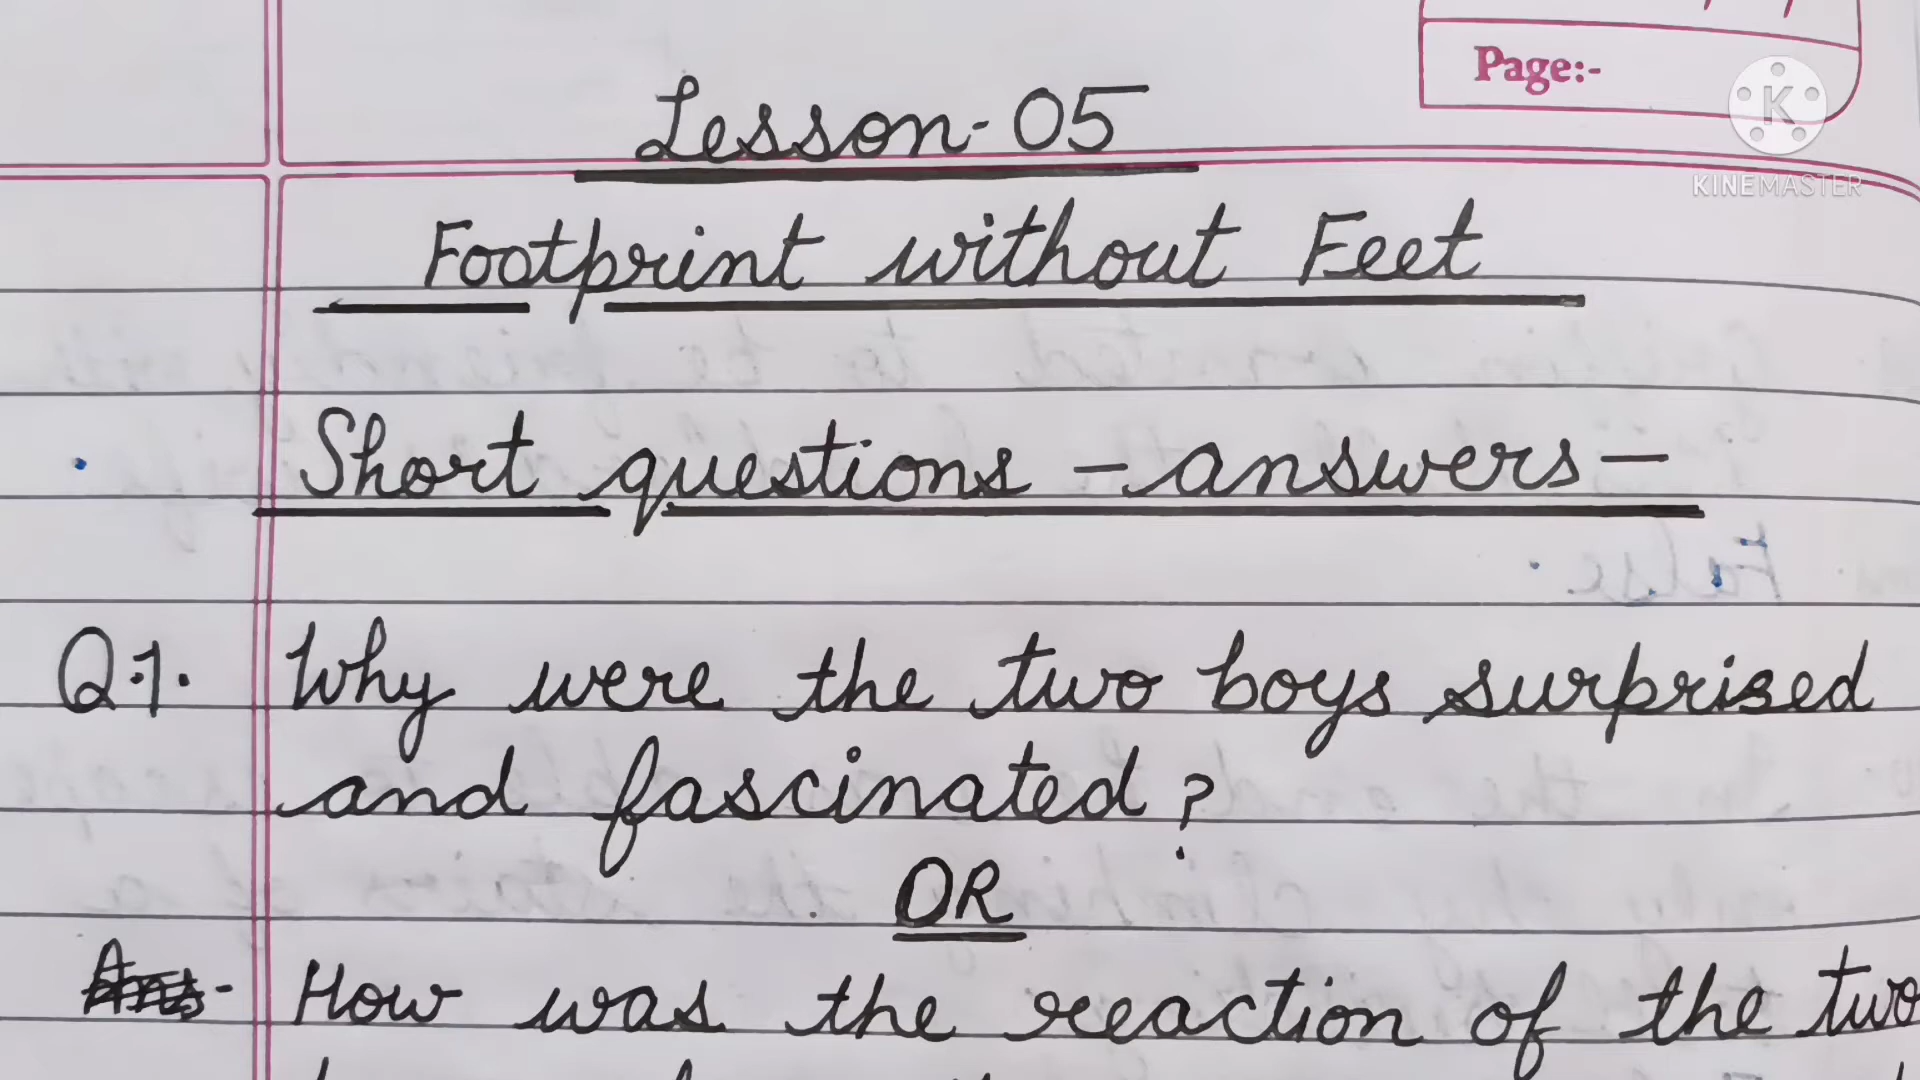 Page:-
KINEMASTER
Lesson-05
Footprint without Feet
Short questions - answers -
Q.1. Why were the two boys surprised
and fascinated?
OR
How was the reaction of the two